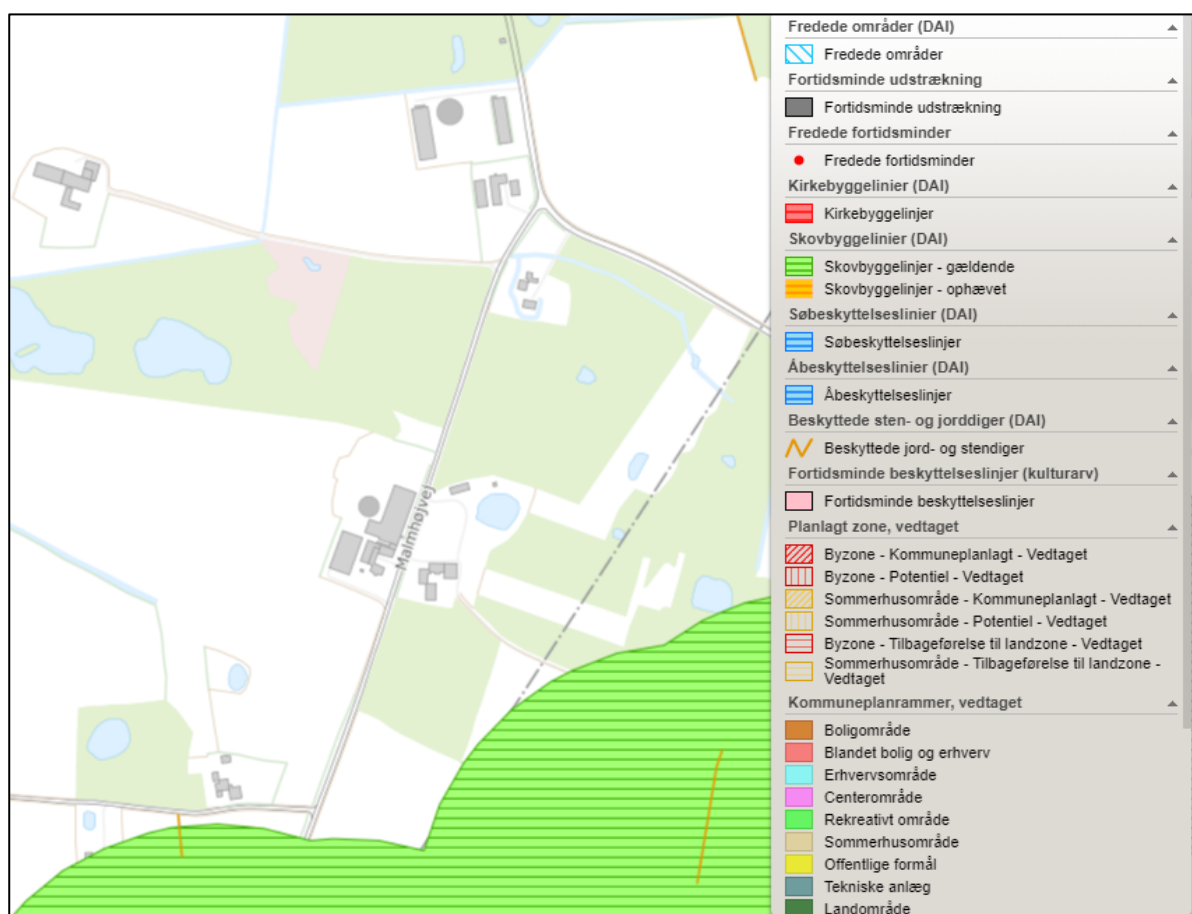 Malmhøjvej
Fredede områder (DAI)
Fredede områder
Fortidsminde udstrækning
Fortidsminde udstrækning
Fredede fortidsminder
Fredede fortidsminder
Kirkebyggelinier (DAI)
Kirkebyggelinjer
Skovbyggelinier (DAI)
Skovbyggelinjer - gældende
Skovbyggelinjer - ophævet
Søbeskyttelseslinier (DAI)
Søbeskyttelseslinjer
Åbeskyttelseslinier (DAI)
Åbeskyttelseslinjer
Beskyttede sten- og jorddiger (DAI)
Beskyttede jord- og stendiger
Fortidsminde beskyttelseslinjer (kulturarv)
Fortidsminde beskyttelseslinjer
Planlagt zone, vedtaget
Byzone - Kommuneplanlagt - Vedtaget
Byzone - Potentiel - Vedtaget
Sommerhusområde - Kommuneplanlagt - Vedtaget
Sommerhusområde - Potentiel - Vedtaget
Byzone - Tilbageførelse til landzone - Vedtaget
Sommerhusområde - Tilbageførelse til landzone -
Vedtaget
Kommuneplanrammer, vedtaget
Boligområde
Blandet bolig og erhverv
Erhvervsområde
Centerområde
Rekreativt område
Sommerhusområde
Offentlige formål
Tekniske anlæg
Landområde